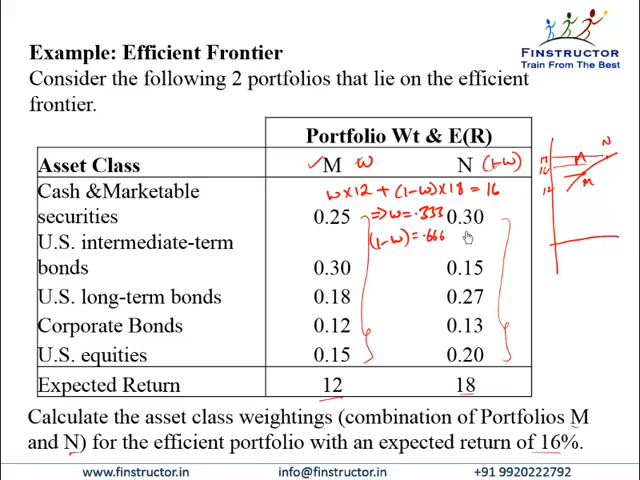 Example: Efficient Frontier
FINSTRUCTOR
TRAIN FROM THE BEST
Consider the following 2 portfolios that lie on the efficient
frontier.
Portfolio Wt & E(R)
Asset Class ✓M w N (1-w)
Cash &Marketable w×12 + (1-w)×18 = 16
securities 0.25 ⇒w=.333 0.30
U.S. intermediate-term (1-w)=.666
bonds 0.30 0.15
U.S. long-term bonds 0.18 0.27
Corporate Bonds 0.12 0.13
U.S. equities 0.15 0.20
Expected Return 12 18
N
M
12
Calculate the asset class weightings (combination of Portfolios M
and N) for the efficient portfolio with an expected return of 16%.
www.finstructor.in info@finstructor.in +91 9920222792